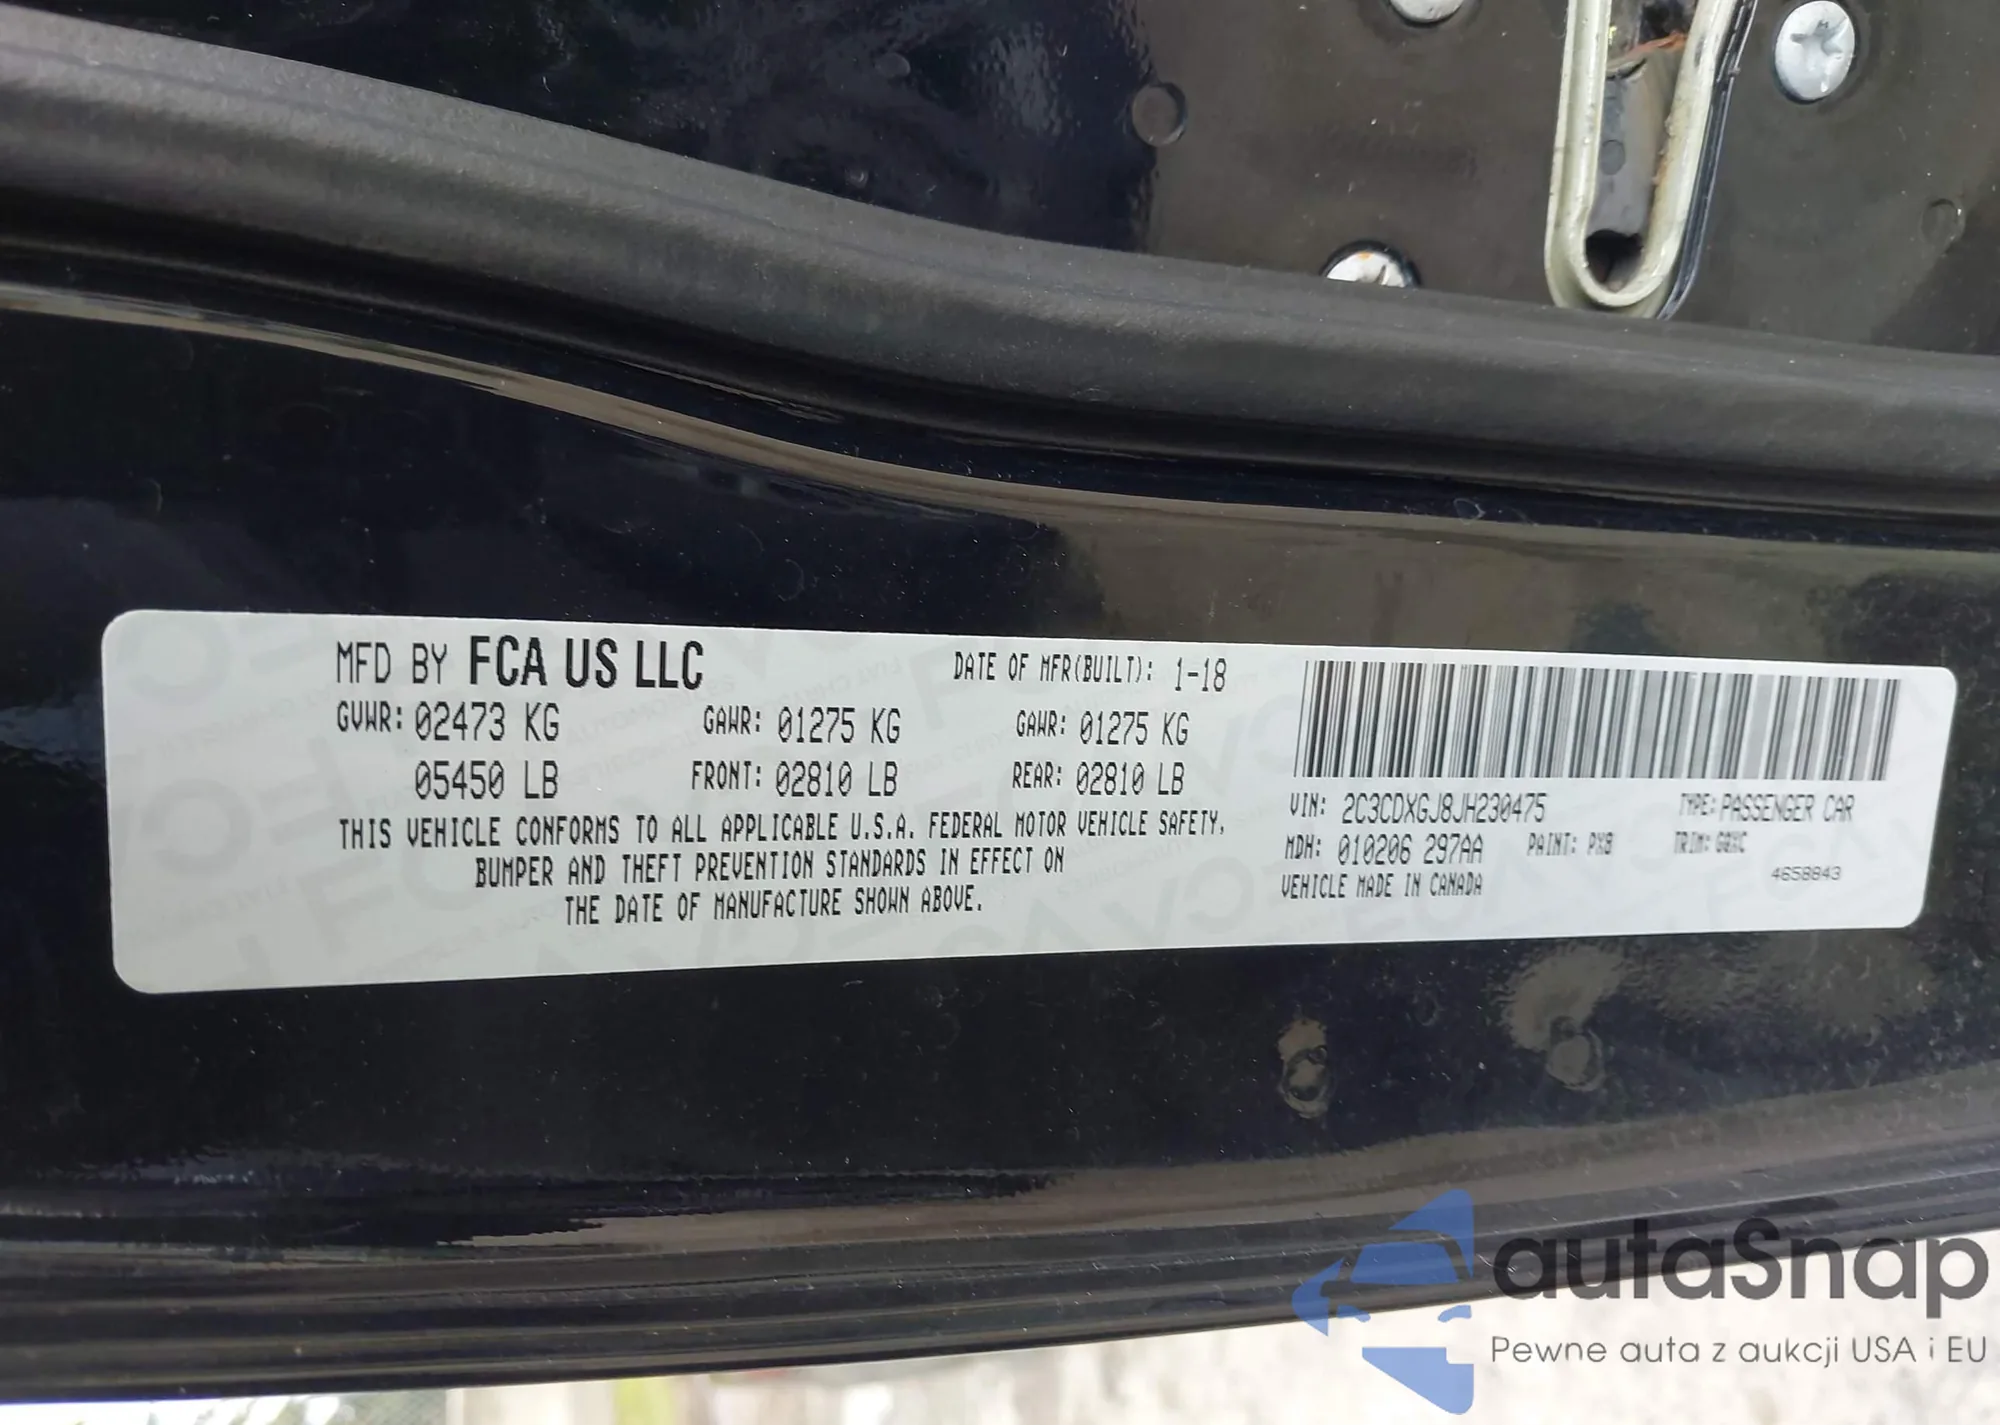 MFD BY FCA US LLC DATE OF MFR(BUILT): 1-18
GVWR: 02473 KG GAWR: 01275 KG GAWR: 01275 KG
05450 LB FRONT: 02810 LB REAR: 02810 LB
THIS VEHICLE CONFORMS TO ALL APPLICABLE U.S.A. FEDERAL MOTOR VEHICLE SAFETY,
BUMPER AND THEFT PREVENTION STANDARDS IN EFFECT ON
THE DATE OF MANUFACTURE SHOWN ABOVE.
VIN: 2C3CDXGJ8JH230475 TYPE: PASSENGER CAR
MDH: 010206 297AA PAINT: PX8 TRIM:
VEHICLE MADE IN CANADA 4658843
autaSnap
Pewne auta z aukcji USA i EU